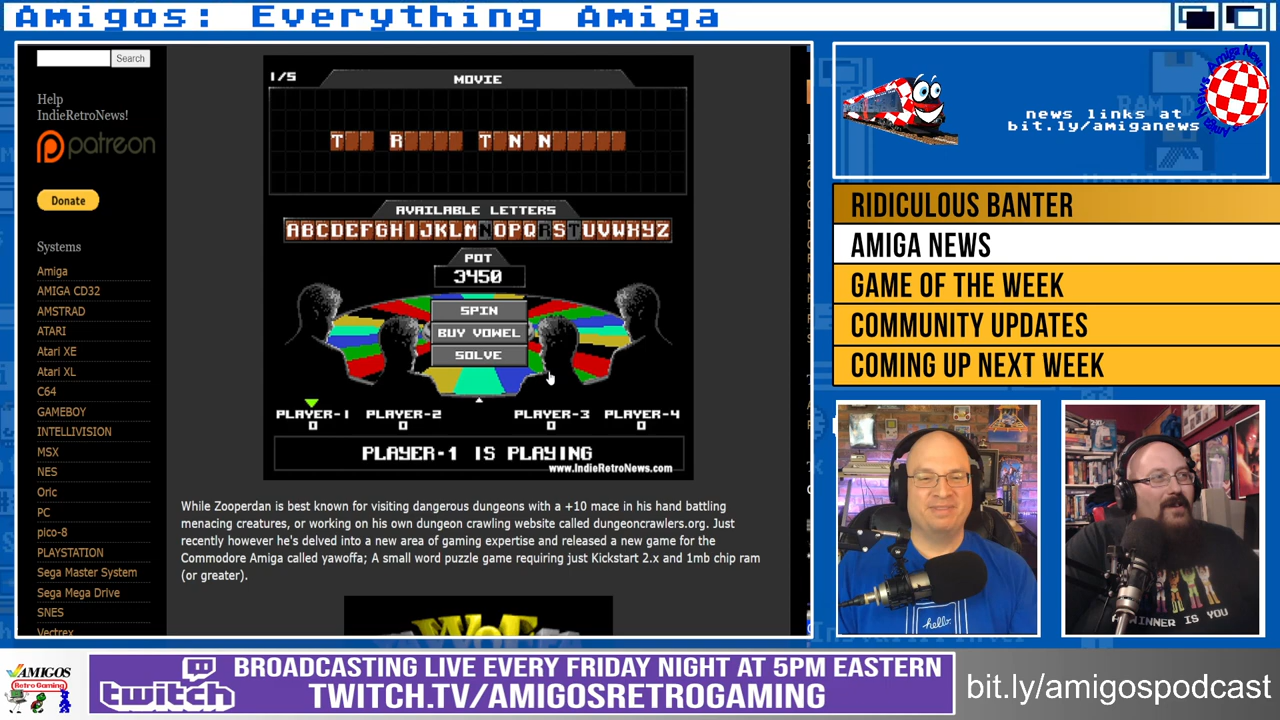 Amigos: Everything Amiga
Search
Help
IndieRetroNews!
patreon
Donate
Systems
Amiga
AMIGA CD32
AMSTRAD
ATARI
Atari XE
Atari XL
C64
GAMEBOY
INTELLIVISION
MSX
NES
Oric
PC
pico-8
PLAYSTATION
Sega Master System
Sega Mega Drive
SNES
Vectrex
1/5
MOVIE
T R T N N
AVAILABLE LETTERS
ABCDEFGHIJKLMNOPQRSTUVWXYZ
POT
3450
SPIN
BUY VOWEL
SOLVE
PLAYER-1 PLAYER-2 PLAYER-3 PLAYER-4
0 0 0 0
PLAYER-1 IS PLAYING
www.IndieRetroNews.com
While Zooperdan is best known for visiting dangerous dungeons with a +10 mace in his hand battling
menacing creatures, or working on his own dungeon crawling website called dungeoncrawlers.org. Just
recently however he's delved into a new area of gaming expertise and released a new game for the
Commodore Amiga called yawoffa; A small word puzzle game requiring just Kickstart 2.x and 1mb chip ram
(or greater).
WOF
Amiga News
news links at
bit.ly/amiganews
RIDICULOUS BANTER
AMIGA NEWS
GAME OF THE WEEK
COMMUNITY UPDATES
COMING UP NEXT WEEK
hello.
WINNER IS YOU
AMIGOS
Retro Gaming
twitch
BROADCASTING LIVE EVERY FRIDAY NIGHT AT 5PM EASTERN
TWITCH.TV/AMIGOSRETROGAMING
bit.ly/amigospodcast